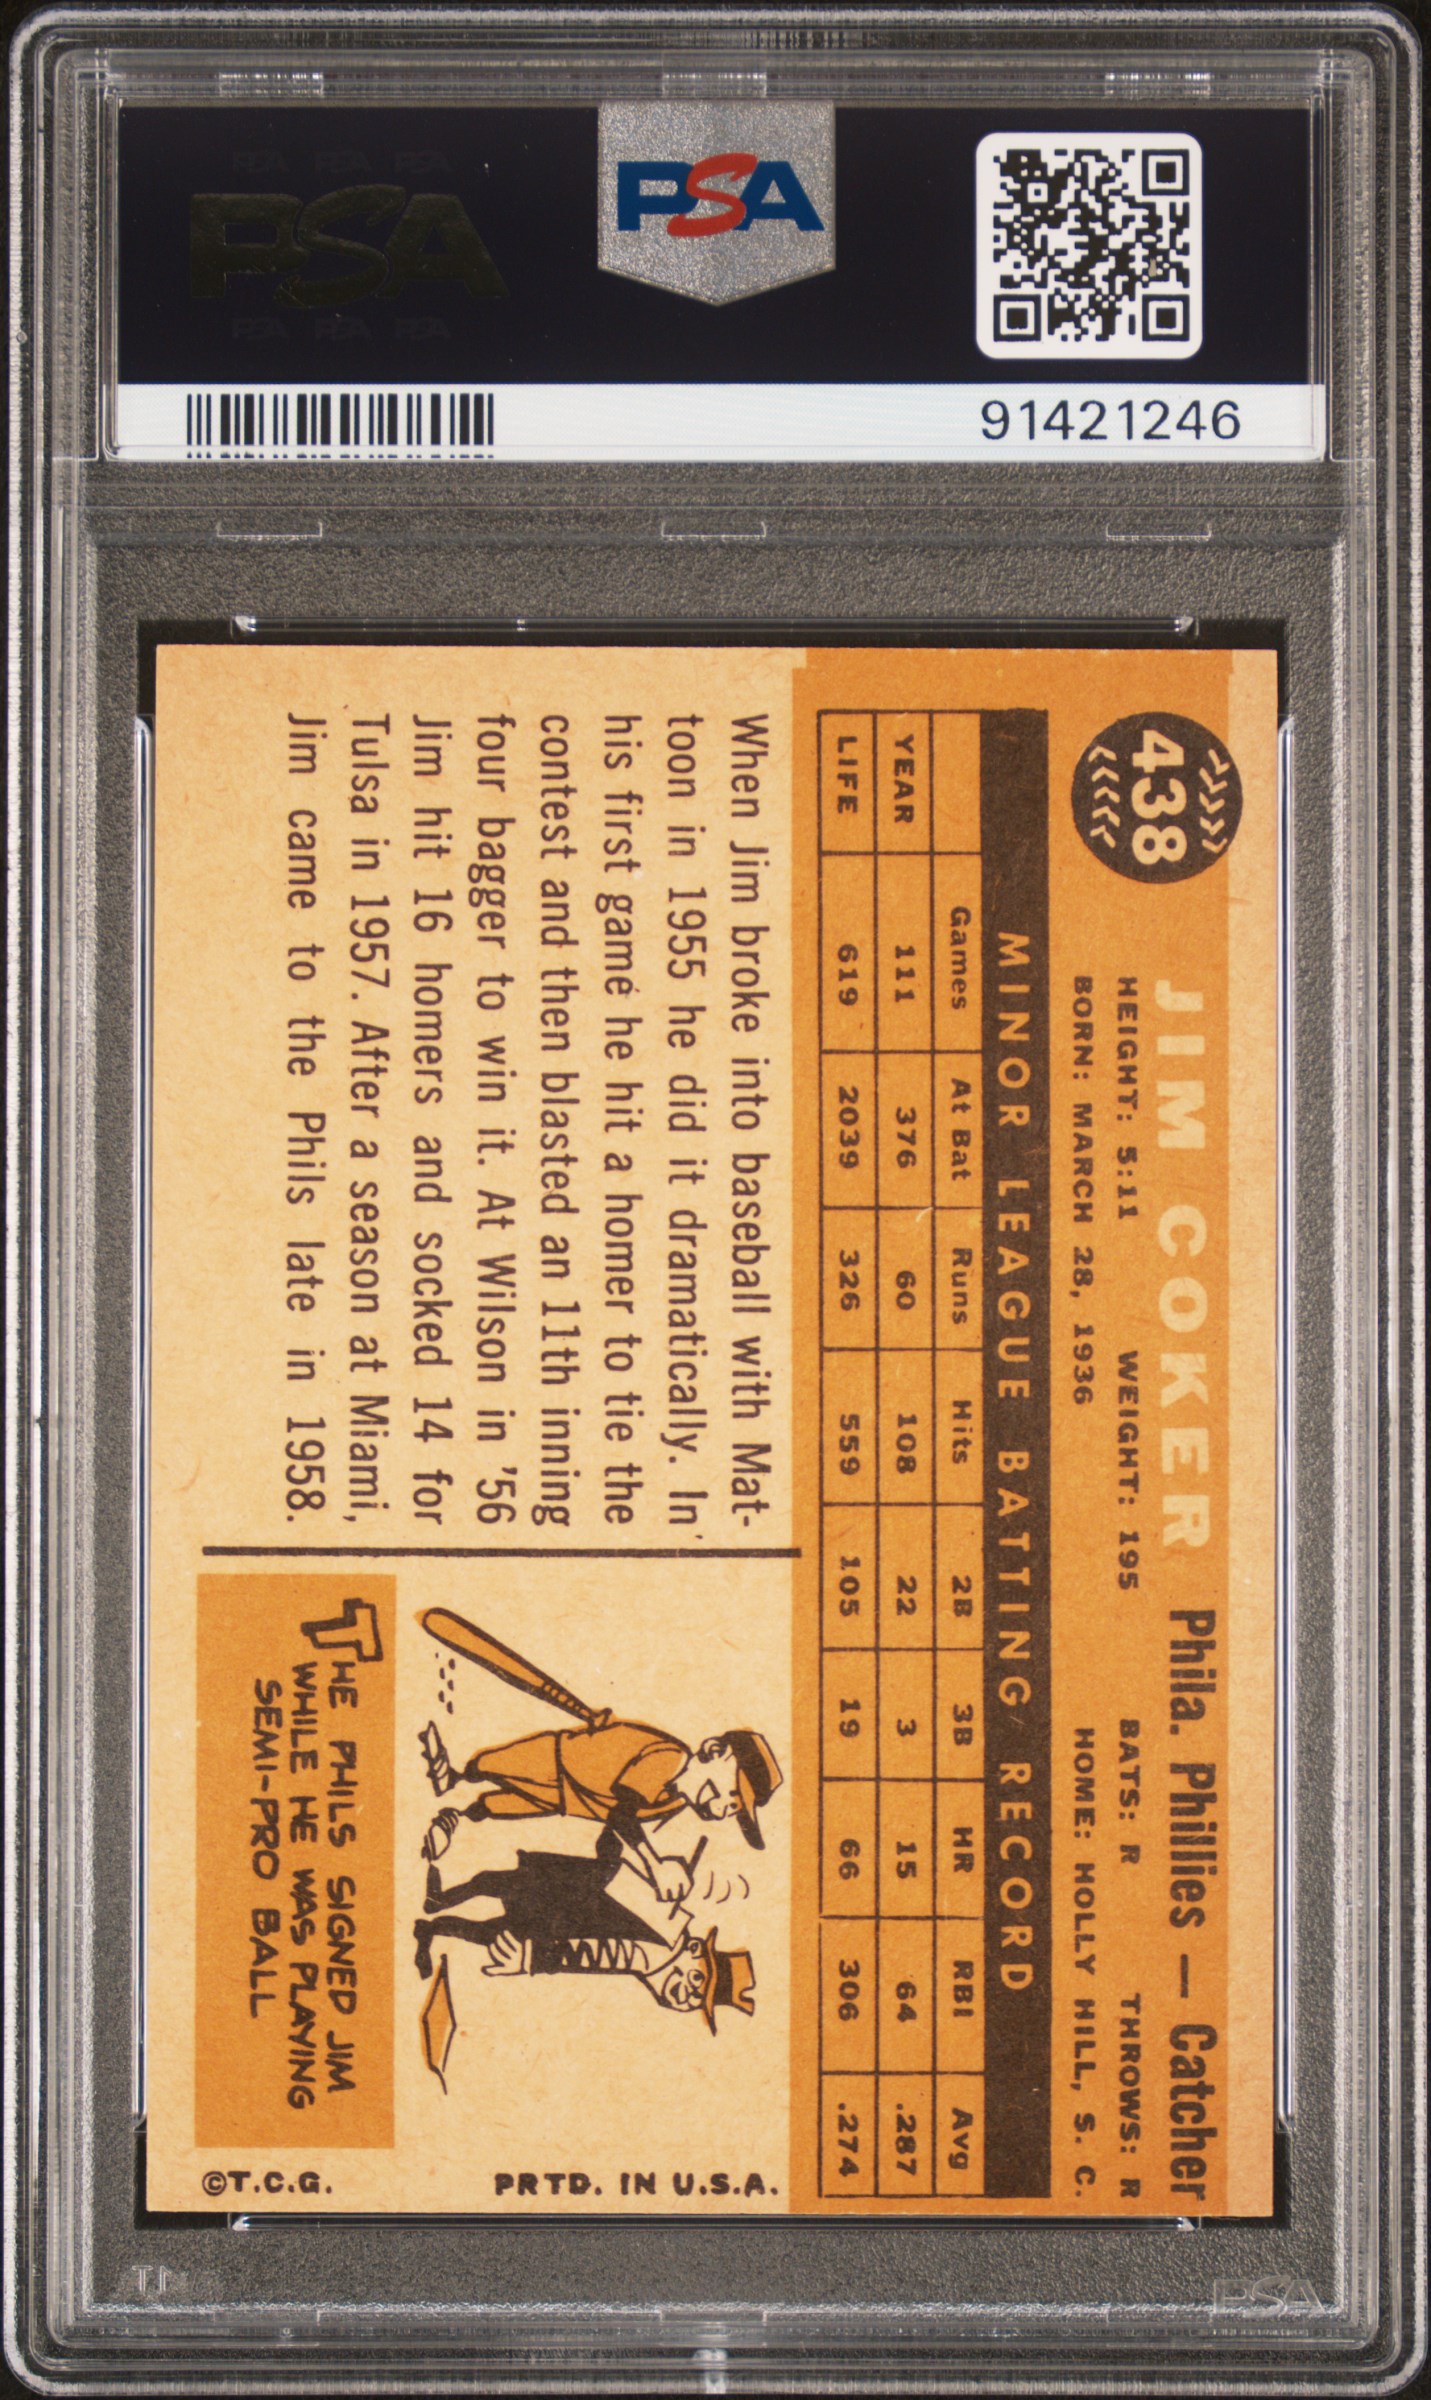 PSA PSA PSA
PSA
PSA PSA PSA
PSA
91421246
438
JIM COKER Phila. Phillies — Catcher
HEIGHT: 5:11 WEIGHT: 195 BATS: R THROWS: R
BORN: MARCH 28, 1936 HOME: HOLLY HILL, S. C.
MINOR LEAGUE BATTING RECORD
Games At Bat Runs Hits 2B 3B HR RBI Avg
YEAR 111 376 60 108 22 3 15 64 .287
LIFE 619 2039 326 559 105 19 66 306 .274
When Jim broke into baseball with Mat-
toon in 1955 he did it dramatically. In
his first game he hit a homer to tie the
contest and then blasted an 11th inning
four bagger to win it. At Wilson in '56
Jim hit 16 homers and socked 14 for
Tulsa in 1957. After a season at Miami,
Jim came to the Phils late in 1958.
THE PHILS SIGNED JIM
WHILE HE WAS PLAYING
SEMI-PRO BALL
©T.C.G. PRTD. IN U.S.A.
PSA